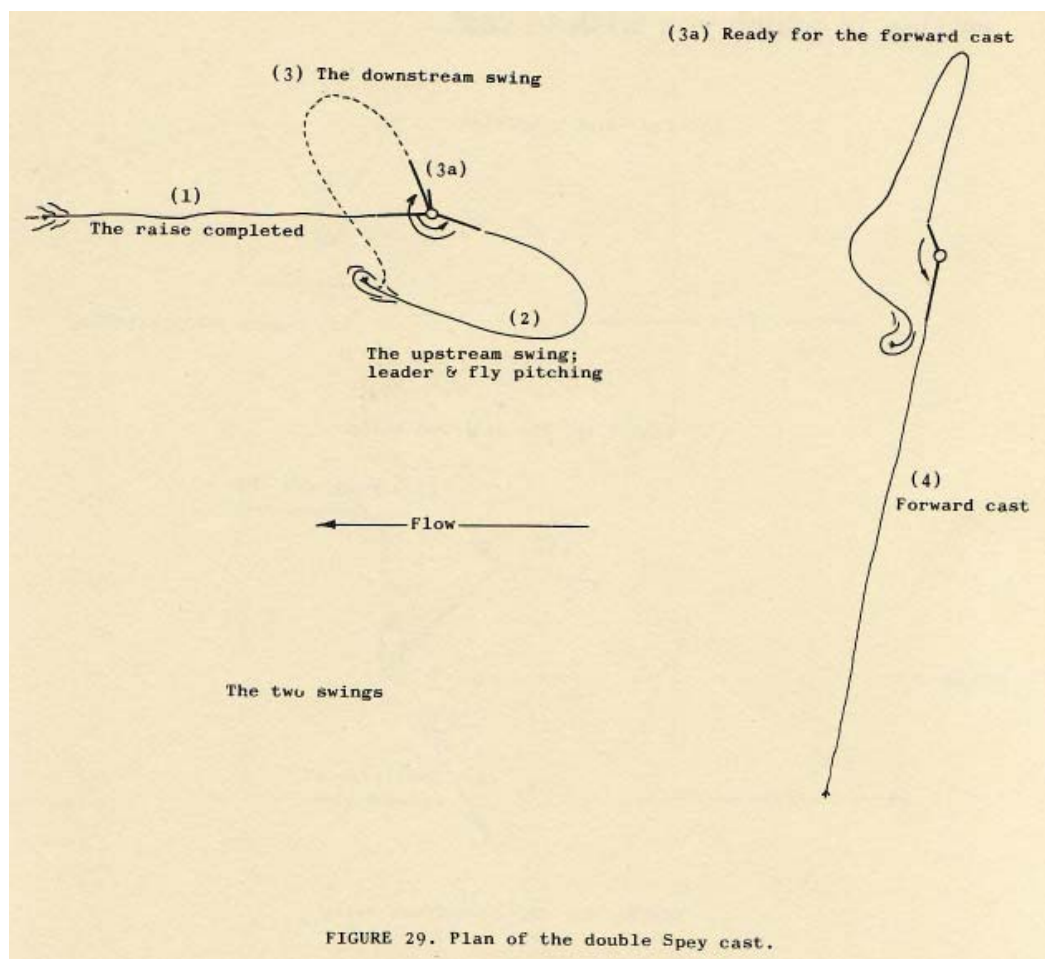 (3a) Ready for the forward cast
(3) The downstream swing
(3a)
(1)
The raise completed
(2)
The upstream swing;
leader & fly pitching
(4)
Forward cast
Flow
The two swings
FIGURE 29. Plan of the double Spey cast.